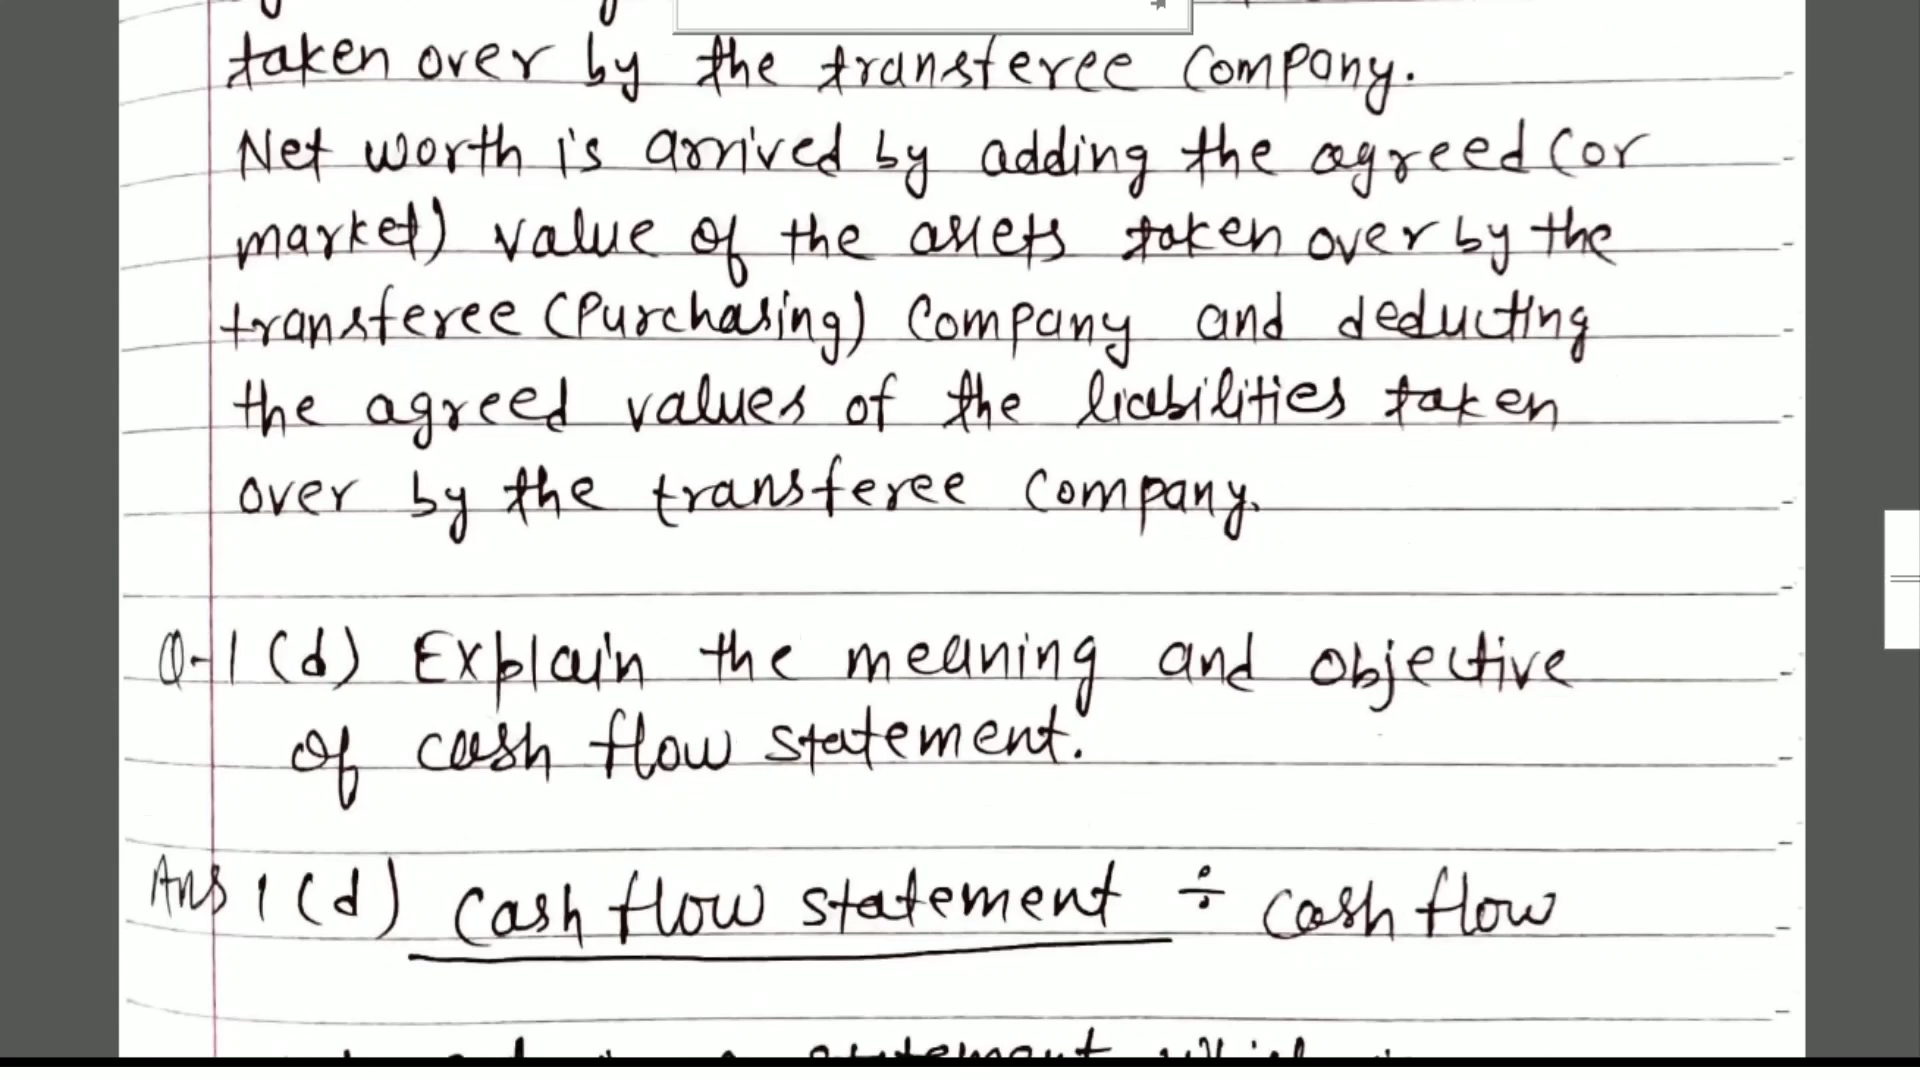 taken over by the transferee Company.
Net worth is arrived by adding the agreed (or
market) value of the assets taken over by the
transferee (Purchasing) Company and deducting
the agreed values of the liabilities taken
over by the transferee Company.
Q-1 (d) Explain the meaning and objective
of cash flow statement.
Ans 1 (d) Cash flow statement ÷ Cash flow
statement which